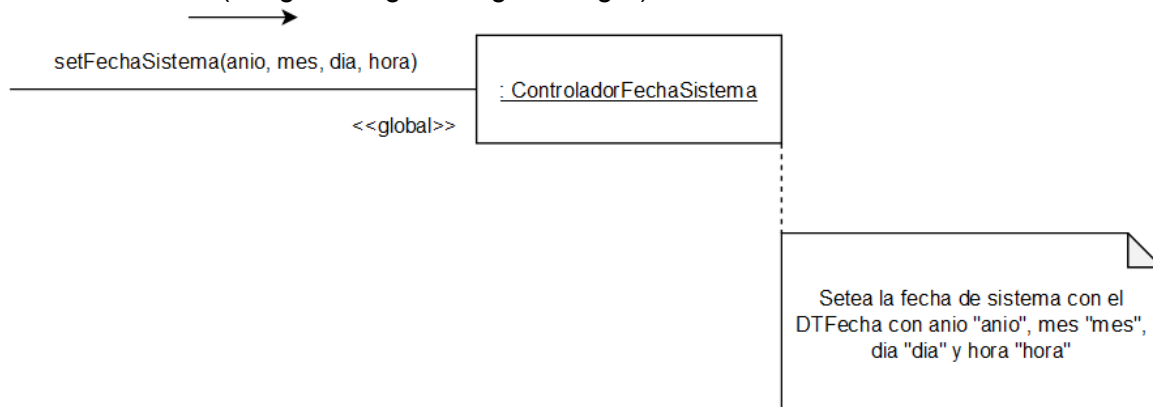 setFechaSistema(anio, mes, dia, hora)
: ControladorFechaSistema
<<global>>
Setea la fecha de sistema con el
DTFecha con anio "anio", mes "mes",
dia "dia" y hora "hora"